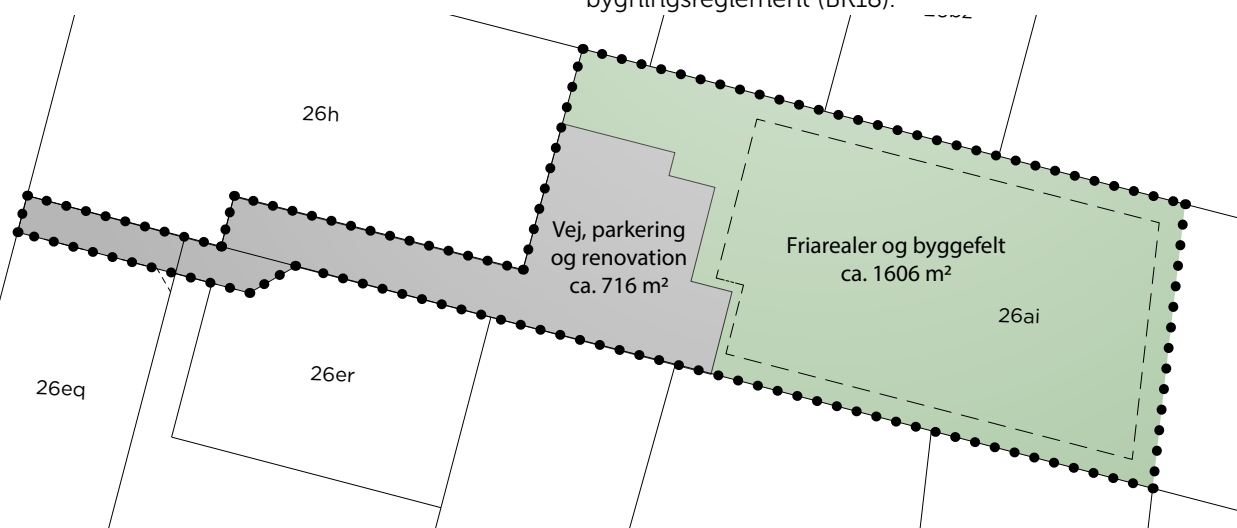 bygningsreglement (BR18).
26h
Vej, parkering
og renovation
ca. 716 m²
Friarealer og byggefelt
ca. 1606 m²
26ai
26er
26eq